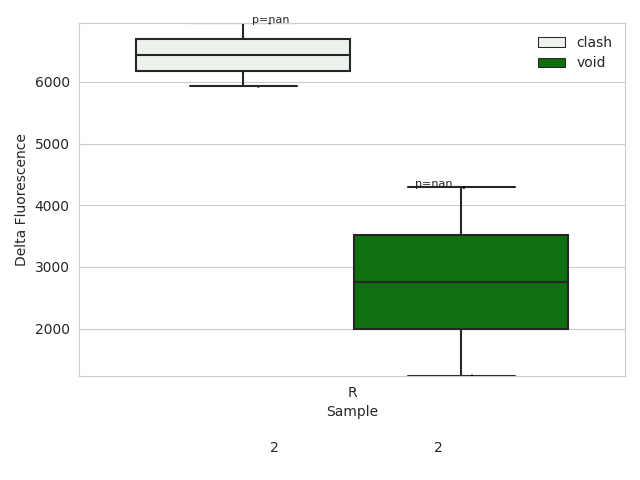 p=nan
clash
void
6000
5000
p=nan
4000
3000
2000
Delta Fluorescence
R
Sample
2 2